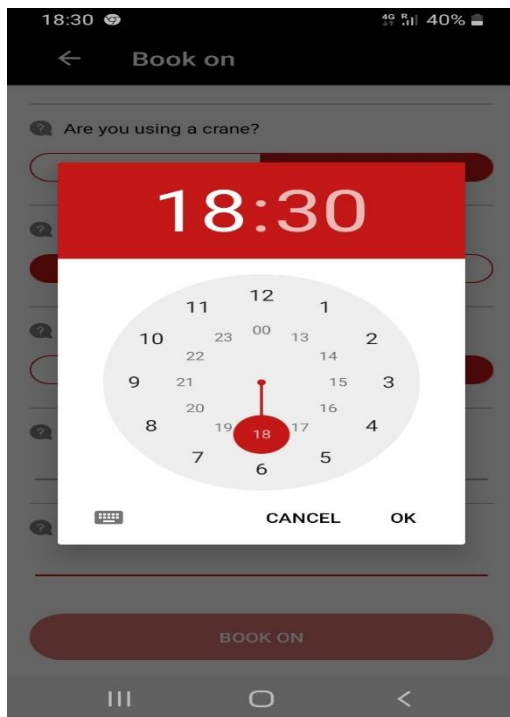 18:30 4G R 40%
Book on
Are you using a crane?
18:30
12
11 1
00
23 13
10 2
22 14
9 21 15 3
20 16
8 4
19 18 17
7 5
6
CANCEL OK
BOOK ON